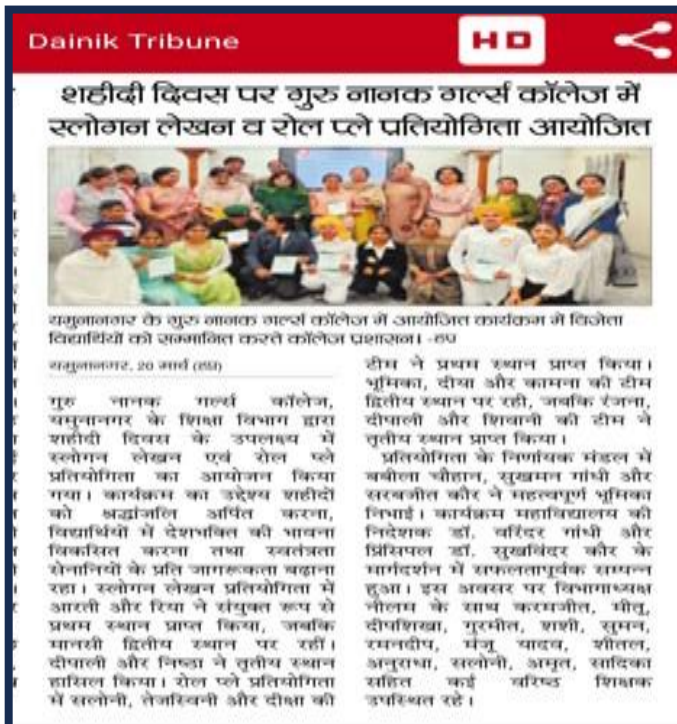 Dainik Tribune
HD
शहीदी दिवस पर गुरु नानक गर्ल्स कॉलेज में
स्लोगन लेखन व रोल प्ले प्रतियोगिता आयोजित
यमुनानगर के गुरु नानक गर्ल्स कॉलेज में आयोजित कार्यक्रम में विजेता
विद्यार्थियों को सम्मानित करते कॉलेज प्रशासन। -हप्र
यमुनानगर, 20 मार्च (हप्र)
गुरु नानक गर्ल्स कॉलेज,
यमुनानगर के शिक्षा विभाग द्वारा
शहीदी दिवस के उपलक्ष्य में
स्लोगन लेखन एवं रोल प्ले
प्रतियोगिता का आयोजन किया
गया। कार्यक्रम का उद्देश्य शहीदों
को श्रद्धांजलि अर्पित करना,
विद्यार्थियों में देशभक्ति की भावना
विकसित करना तथा स्वतंत्रता
सेनानियों के प्रति जागरूकता बढ़ाना
रहा। स्लोगन लेखन प्रतियोगिता में
आरती और रिया ने संयुक्त रूप से
प्रथम स्थान प्राप्त किया, जबकि
मानसी द्वितीय स्थान पर रहीं।
दीपाली और निष्ठा ने तृतीय स्थान
हासिल किया। रोल प्ले प्रतियोगिता
में सलोनी, तेजस्विनी और दीक्षा की
टीम ने प्रथम स्थान प्राप्त किया।
भूमिका, दीया और कामना की टीम
द्वितीय स्थान पर रही, जबकि रंजना,
दीपाली और शिवानी की टीम ने
तृतीय स्थान प्राप्त किया।
प्रतियोगिता के निर्णायक मंडल में
बबीला चौहान, सुखमन गांधी और
सरबजीत कौर ने महत्वपूर्ण भूमिका
निभाई। कार्यक्रम महाविद्यालय की
निदेशक डॉ. वरिंदर गांधी और
प्रिंसिपल डॉ. सुखविंदर कौर के
मार्गदर्शन में सफलतापूर्वक सम्पन्न
हुआ। इस अवसर पर विभागाध्यक्ष
नीलम के साथ करमजीत, मीतू,
दीपशिखा, गुरमीत, शशी, सुमन,
रमनदीप, मंजू यादव, शीतल,
अनुराधा, सलोनी, अमृत, सादिका
सहित कई वरिष्ठ शिक्षक
उपस्थित रहे।